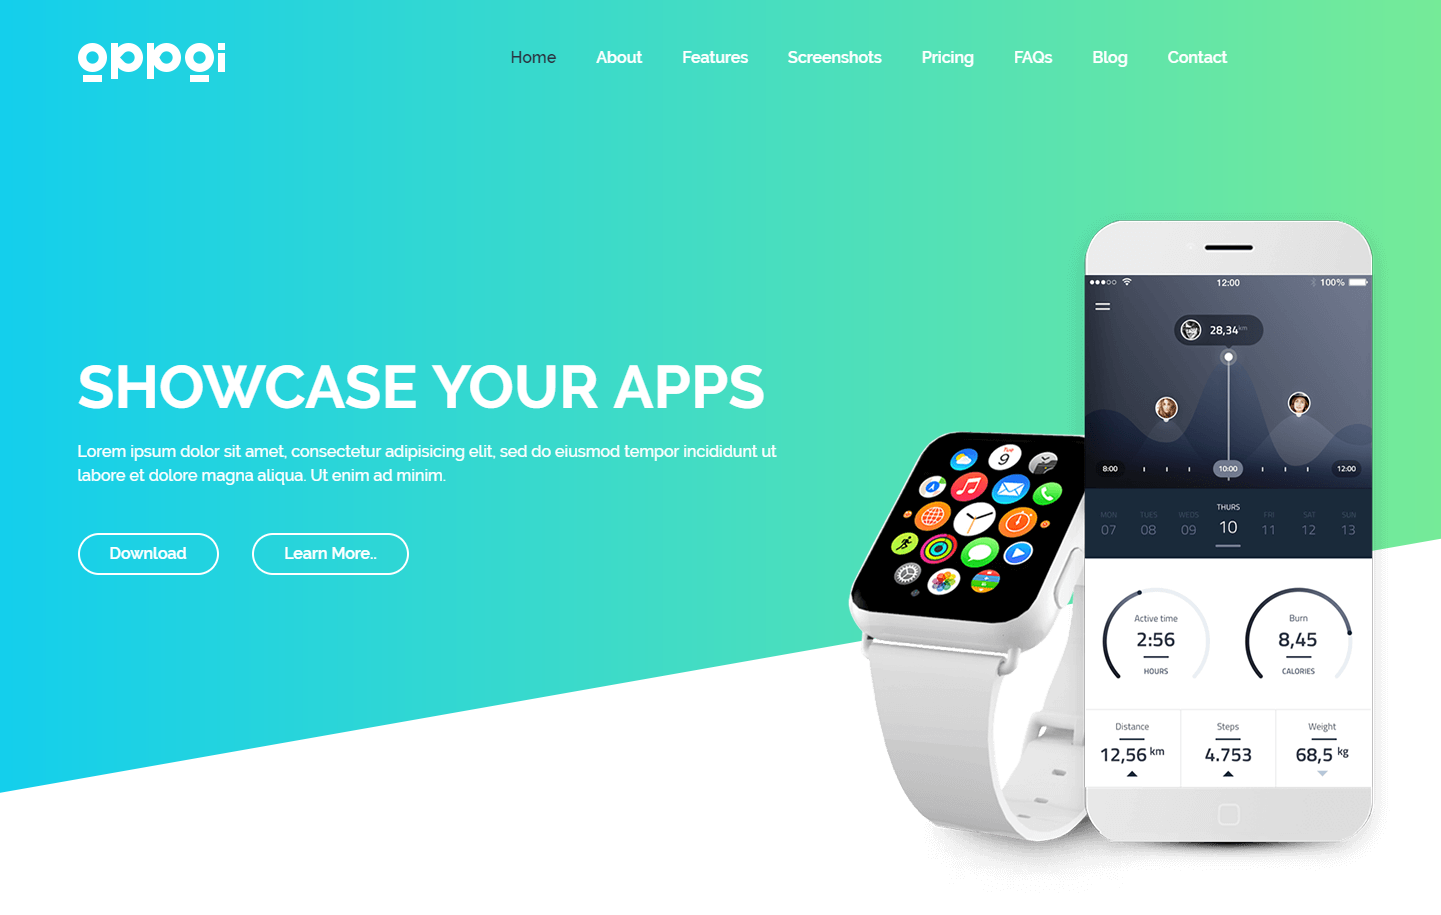 oppoi
Home About Features Screenshots Pricing FAQs Blog Contact
SHOWCASE YOUR APPS
Lorem ipsum dolor sit amet, consectetur adipisicing elit, sed do eiusmod tempor incididunt ut
labore et dolore magna aliqua. Ut enim ad minim.
Download Learn More..
Tue
9
12:00 100%
28,34 km
8:00 10:00 12:00
MON TUES WEDS THURS FRI SAT SUN
07 08 09 10 11 12 13
Active time Burn
2:56 8,45
HOURS CALORIES
Distance Steps Weight
12,56 km 4.753 68,5 kg